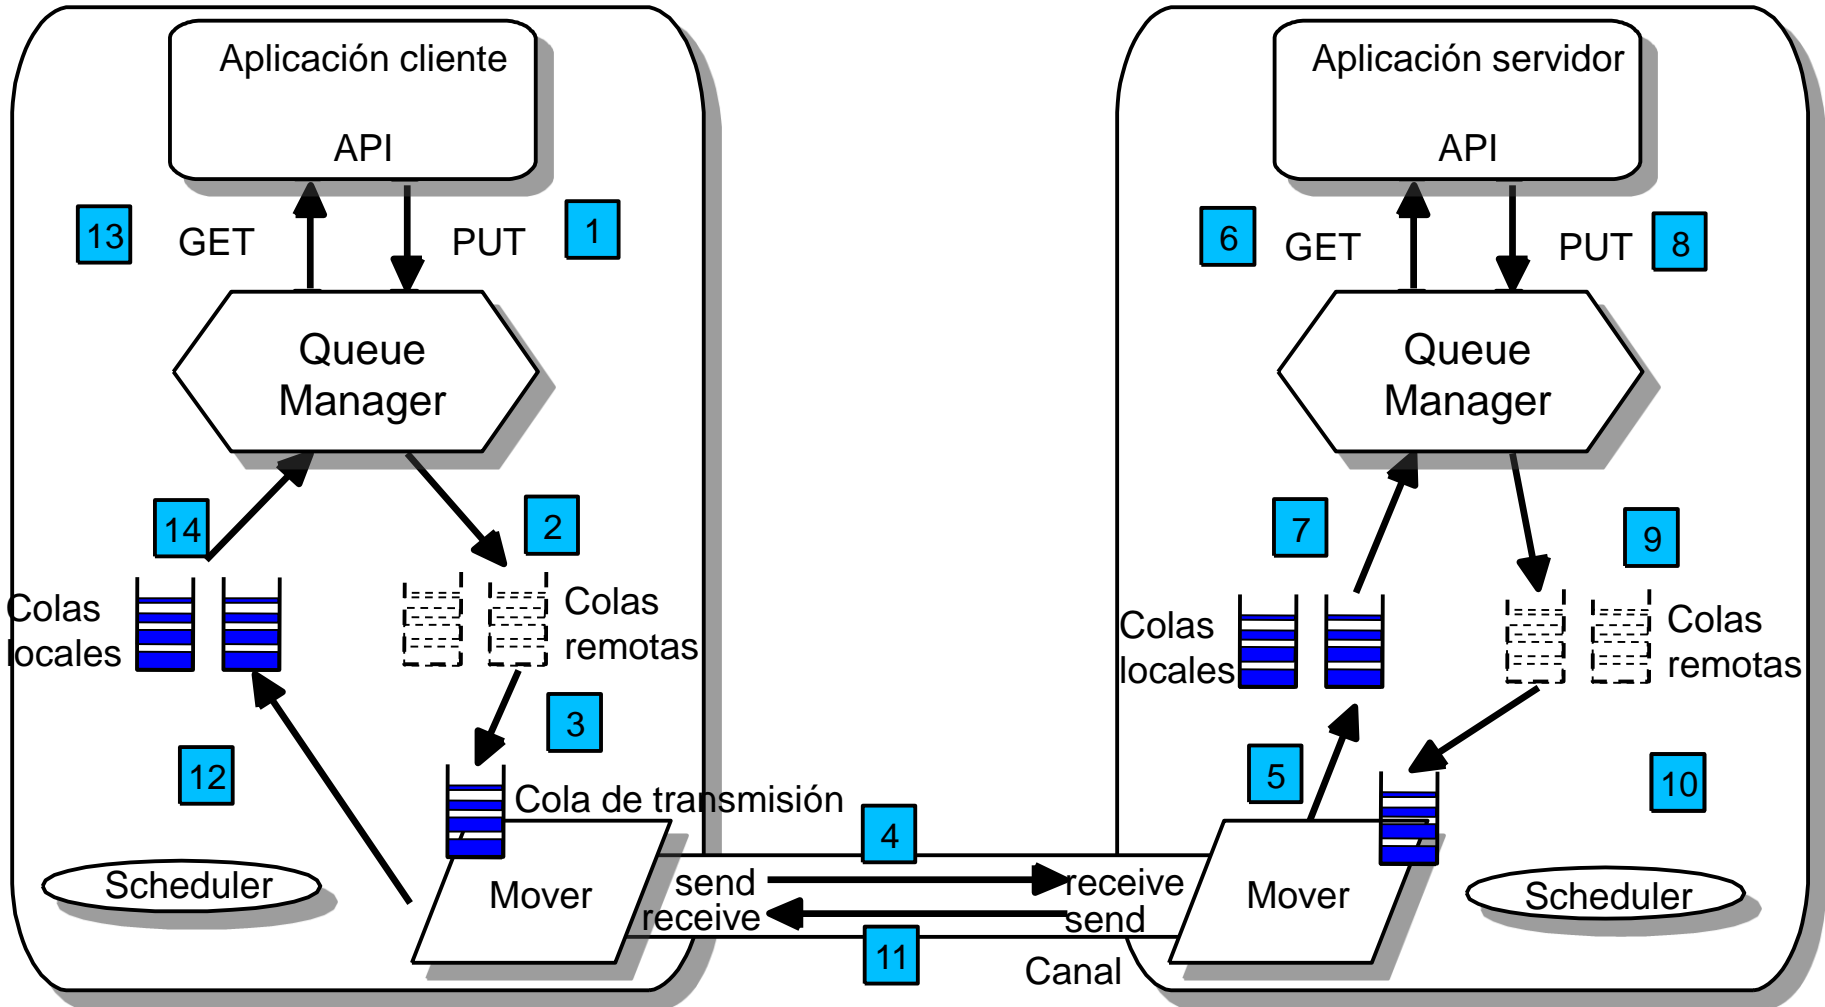 Aplicación cliente
API
13
GET
PUT
1
Queue
Manager
14
2
Colas
locales
Colas
remotas
3
12
Cola de transmisión
Scheduler
Mover
send
receive
4
11
receive
send
Canal
Aplicación servidor
API
6
GET
PUT
8
Queue
Manager
7
9
Colas
locales
Colas
remotas
5
10
Mover
Scheduler